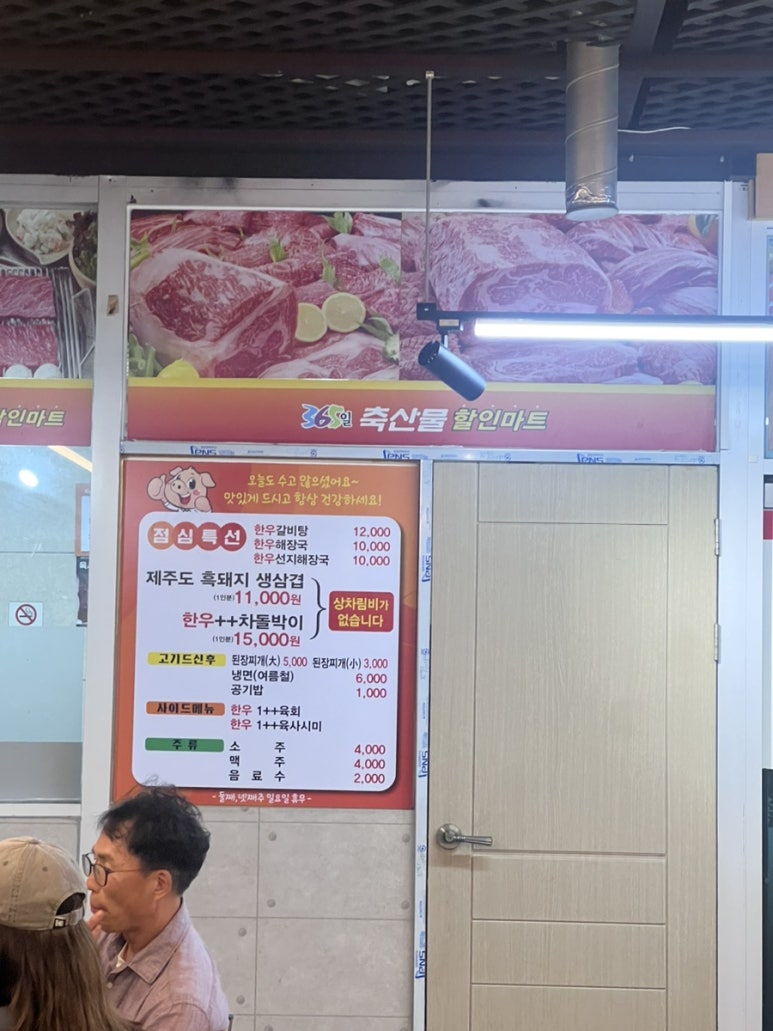 365일 축산물 할인마트
할인마트
오늘도 수고 많으셨어요~
맛있게 드시고 항상 건강하세요!
점심특선
한우갈비탕 12,000
한우해장국 10,000
한우선지해장국 10,000
제주도 흑돼지 생삼겹
(1인분)11,000원
한우++차돌박이
(1인분)15,000원
상차림비가
없습니다
고기드신후 된장찌개(大) 5,000 된장찌개(小) 3,000
냉면(여름철) 6,000
공기밥 1,000
사이드메뉴 한우 1++육회
한우 1++육사시미
주류 소 주 4,000
맥 주 4,000
음 료 수 2,000
- 둘째,넷째주 일요일 휴무 -